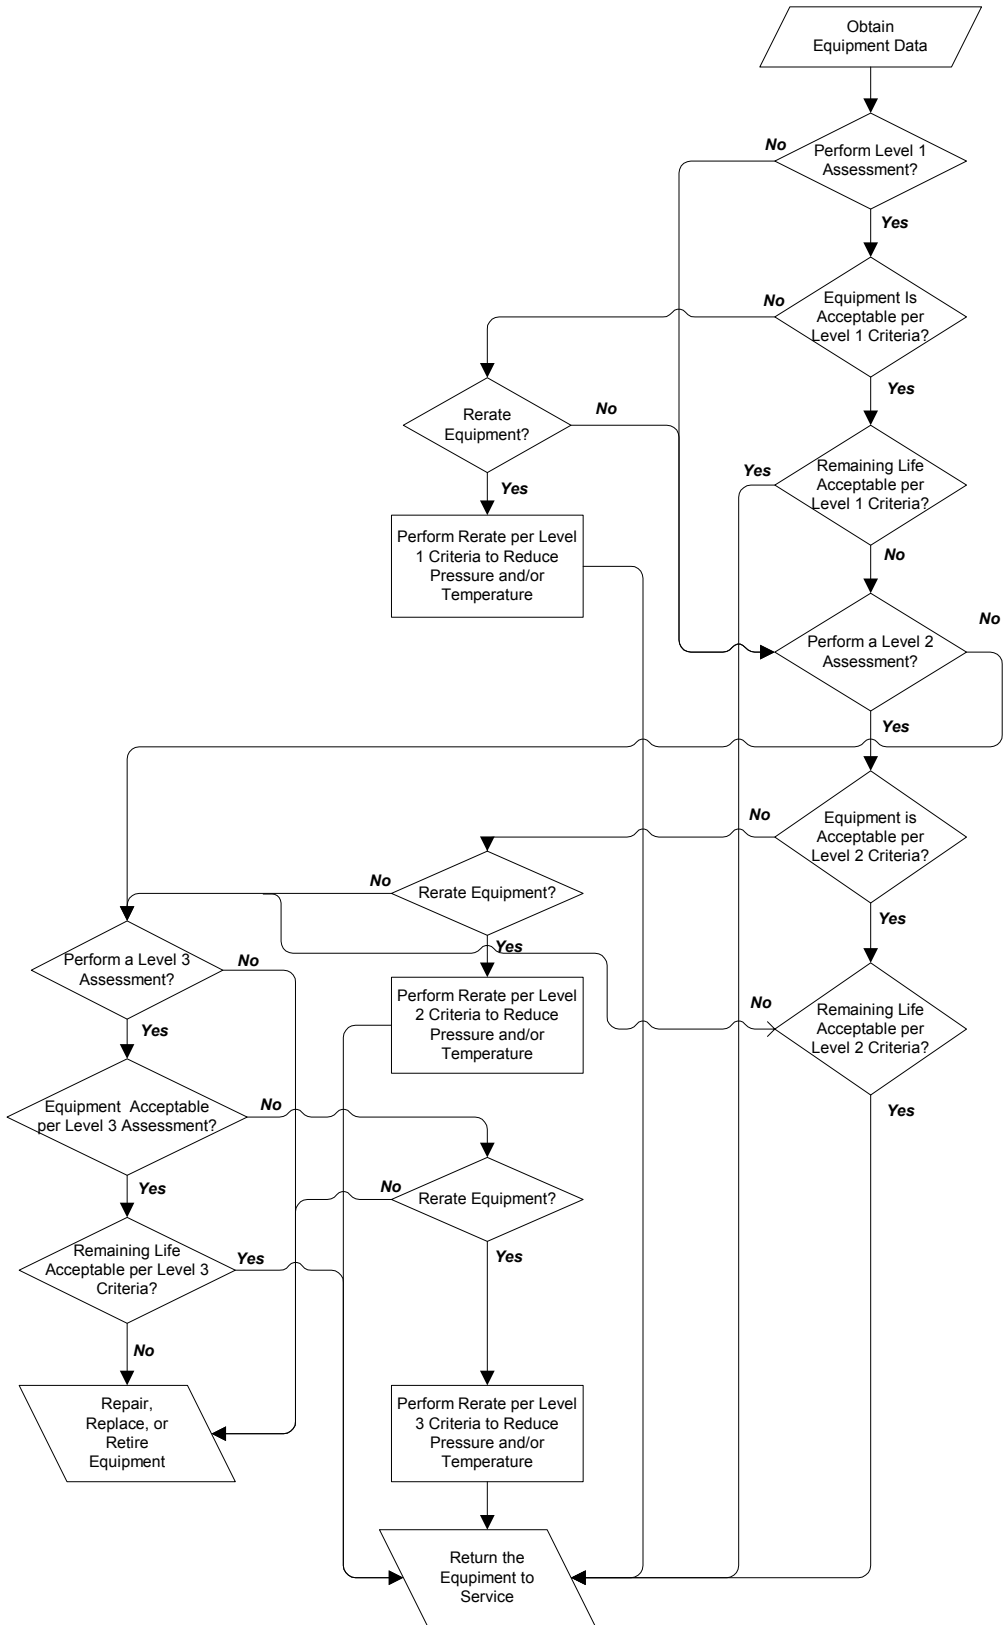 Obtain
Equipment Data
No
Perform Level 1
Assessment?
Yes
No
Equipment Is
Acceptable per
Level 1 Criteria?
Yes
Rerate
Equipment?
No
Yes
Yes
Remaining Life
Acceptable per
Level 1 Criteria?
No
Perform Rerate per Level
1 Criteria to Reduce
Pressure and/or
Temperature
Perform a Level 2
Assessment?
No
Yes
No
Equipment is
Acceptable per
Level 2 Criteria?
Yes
No
Rerate Equipment?
Yes
Perform a Level 3
Assessment?
No
Yes
Perform Rerate per Level
2 Criteria to Reduce
Pressure and/or
Temperature
No
Remaining Life
Acceptable per
Level 2 Criteria?
Yes
Equipment  Acceptable
per Level 3 Assessment?
No
Yes
No
Rerate Equipment?
Yes
Remaining Life
Acceptable per Level 3
Criteria?
Yes
No
Repair,
Replace, or
Retire
Equipment
Perform Rerate per Level
3 Criteria to Reduce
Pressure and/or
Temperature
Return the
Equpiment to
Service